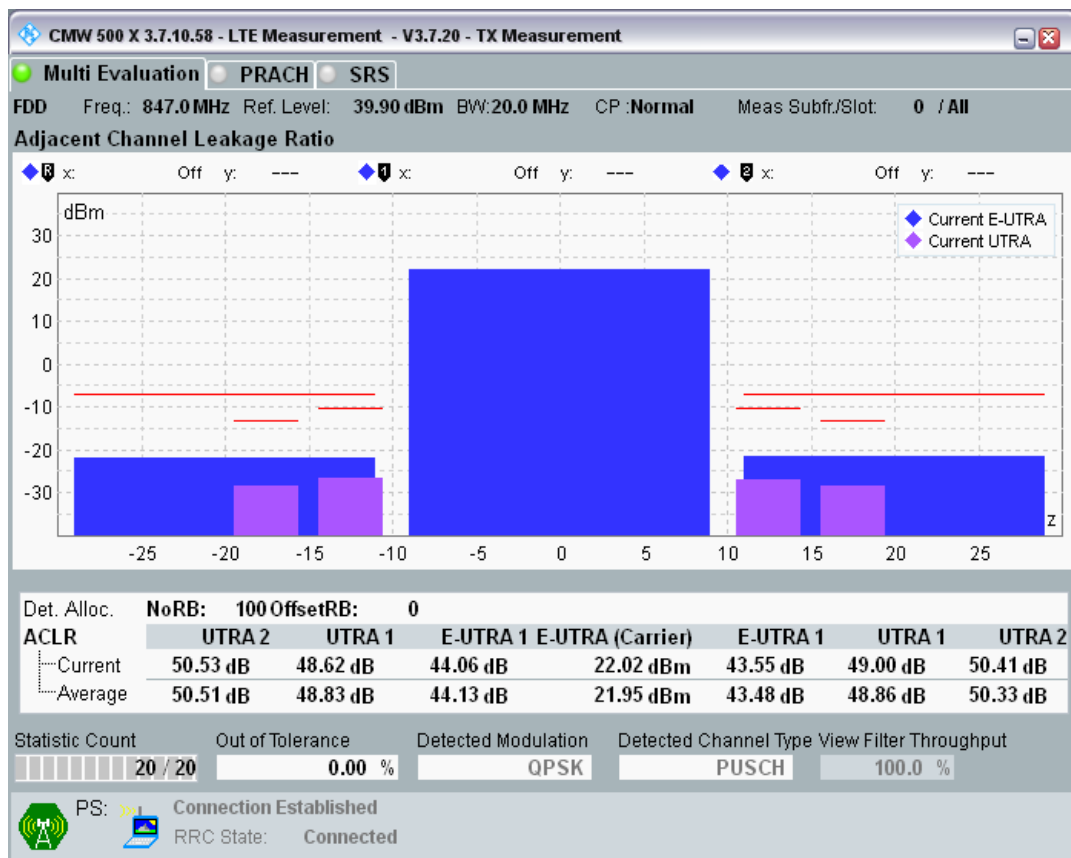 CMW 500 X 3.7.10.58 - LTE Measurement - V3.7.20 - TX Measurement
Multi Evaluation PRACH SRS
FDD Freq.: 847.0 MHz Ref. Level: 39.90 dBm BW:20.0 MHz CP :Normal Meas Subfr./Slot: 0 / All
Adjacent Channel Leakage Ratio
R x: Off y: --- 1 x: Off y: --- 2 x: Off y: ---
dBm
Current E-UTRA
Current UTRA
30
20
10
0
-10
-20
-30
z
-25 -20 -15 -10 -5 0 5 10 15 20 25
Det. Alloc. NoRB: 100 OffsetRB: 0
ACLR UTRA 2 UTRA 1 E-UTRA 1 E-UTRA (Carrier) E-UTRA 1 UTRA 1 UTRA 2
Current 50.53 dB 48.62 dB 44.06 dB 22.02 dBm 43.55 dB 49.00 dB 50.41 dB
Average 50.51 dB 48.83 dB 44.13 dB 21.95 dBm 43.48 dB 48.86 dB 50.33 dB
Statistic Count Out of Tolerance Detected Modulation Detected Channel Type View Filter Throughput
20 / 20 0.00 % QPSK PUSCH 100.0 %
PS: Connection Established
RRC State: Connected